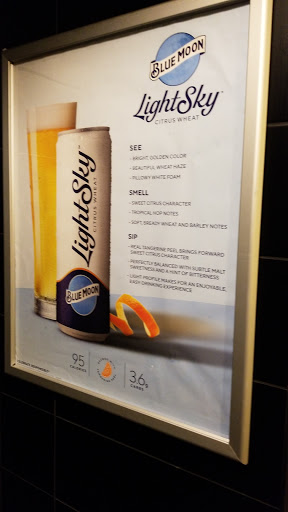 BLUE MOON
LightSky
CITRUS WHEAT
SEE
- BRIGHT, GOLDEN COLOR
- BEAUTIFUL WHEAT HAZE
- PILLOWY WHITE FOAM
SMELL
- SWEET CITRUS CHARACTER
- TROPICAL HOP NOTES
- SOFT, BREADY WHEAT AND BARLEY NOTES
SIP
- REAL TANGERINE PEEL BRINGS FORWARD
SWEET CITRUS CHARACTER
- PERFECTLY BALANCED WITH SUBTLE MALT
SWEETNESS AND A HINT OF BITTERNESS
- LIGHT PROFILE MAKES FOR AN ENJOYABLE,
EASY DRINKING EXPERIENCE
LightSky
CITRUS WHEAT
BLUE MOON
95
CALORIES
3.6g
CARBS